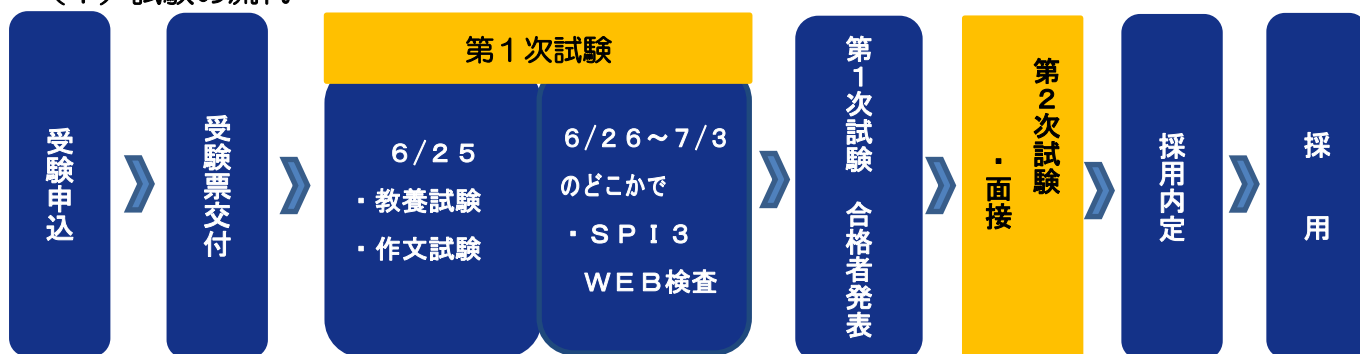 受験申込
受験票交付
第１次試験
６/２５
・教養試験
・作文試験
６/２６～７/３
のどこかで
・ＳＰＩ３
ＷＥＢ検査
第１次試験　合格者発表
第２次試験
・面接
採用内定
採　用